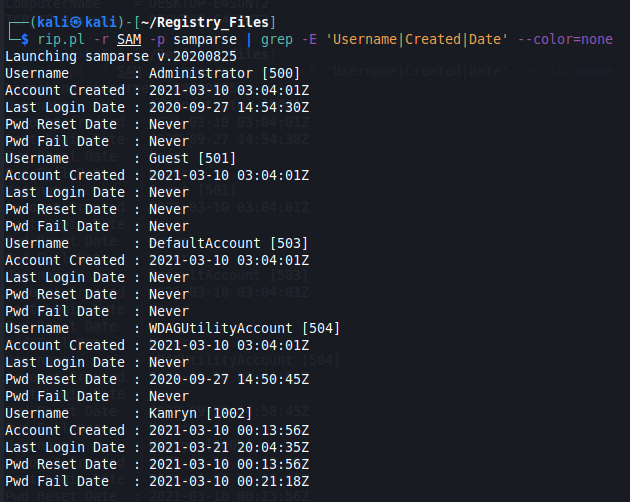 ComputerName = DESKTOP-E4SUNT2
┌──(kali㉿kali)-[~/Registry_Files]
└─$ rip.pl -r SAM -p samparse | grep -E 'Username|Created|Date' --color=none
Launching samparse v.20200825
Username        : Administrator [500]
Account Created : 2021-03-10 03:04:01Z
Last Login Date : 2020-09-27 14:54:30Z
Pwd Reset Date  : Never
Pwd Fail Date   : Never
Username        : Guest [501]
Account Created : 2021-03-10 03:04:01Z
Last Login Date : Never
Pwd Reset Date  : Never
Pwd Fail Date   : Never
Username        : DefaultAccount [503]
Account Created : 2021-03-10 03:04:01Z
Last Login Date : Never
Pwd Reset Date  : Never
Pwd Fail Date   : Never
Username        : WDAGUtilityAccount [504]
Account Created : 2021-03-10 03:04:01Z
Last Login Date : Never
Pwd Reset Date  : 2020-09-27 14:50:45Z
Pwd Fail Date   : Never
Username        : Kamryn [1002]
Account Created : 2021-03-10 00:13:56Z
Last Login Date : 2021-03-21 20:04:35Z
Pwd Reset Date  : 2021-03-10 00:13:56Z
Pwd Fail Date   : 2021-03-10 00:21:18Z